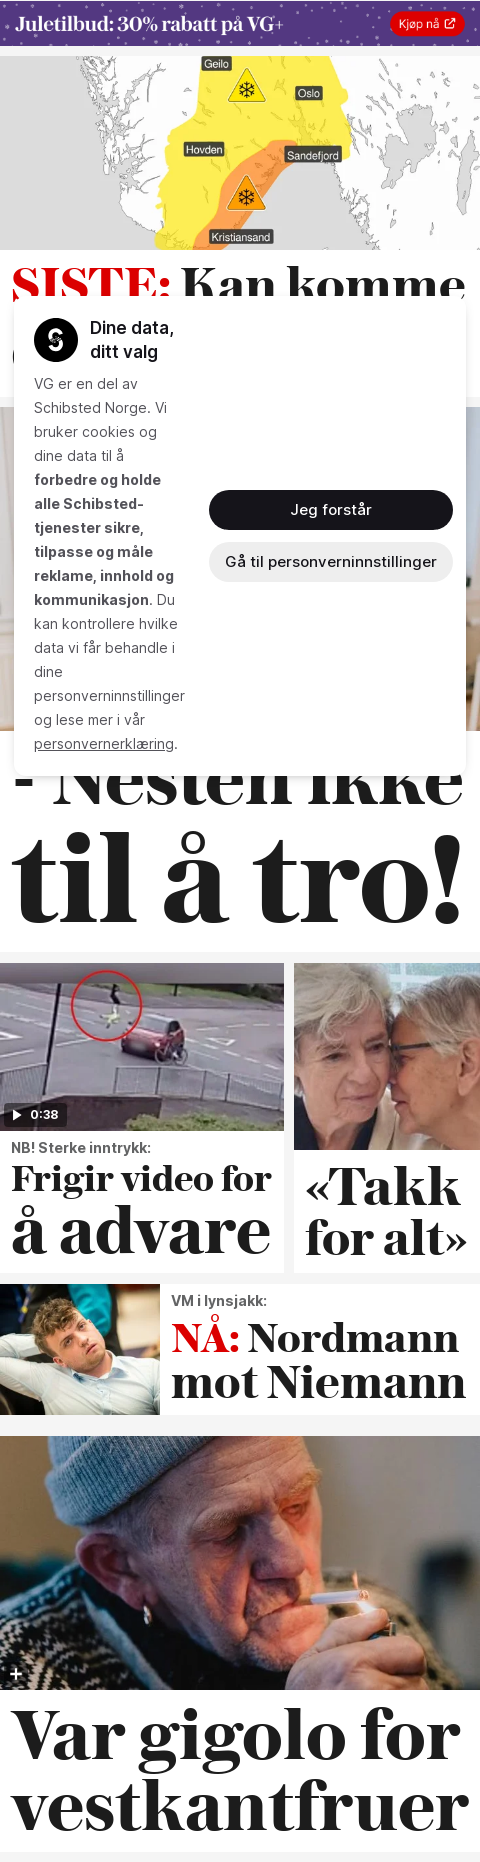 Juletilbud: 30% rabatt på VG+
Kjøp nå
Geilo
Oslo
Hovden
Sandefjord
Kristiansand
SISTE: Kan komme
Dine data,
ditt valg
VG er en del av
Schibsted Norge. Vi
bruker cookies og
dine data til å
forbedre og holde
alle Schibsted-
tjenester sikre,
tilpasse og måle
reklame, innhold og
kommunikasjon. Du
kan kontrollere hvilke
data vi får behandle i
dine
personverninnstillinger
og lese mer i vår
personvernerklæring.
Jeg forstår
Gå til personverninnstillinger
- Nesten ikke
til å tro!
0:38
NB! Sterke inntrykk:
Frigir video for
å advare
«Takk
for alt»
VM i lynsjakk:
NÅ: Nordmann
mot Niemann
Var gigolo for
vestkantfruer